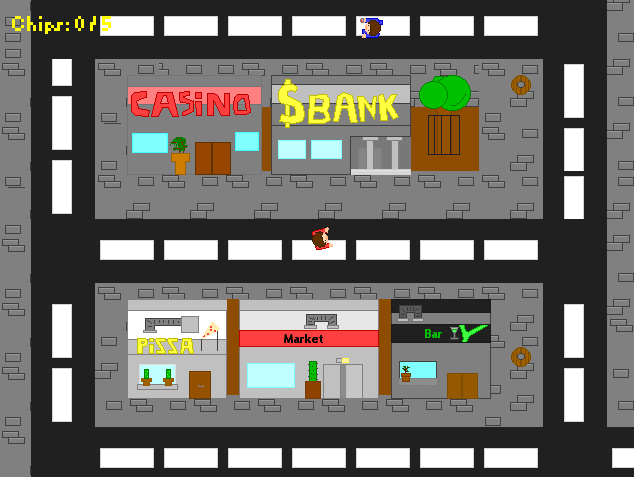 Chips:0/5
CASINO
$BANK
PIZZA
Market
Bar